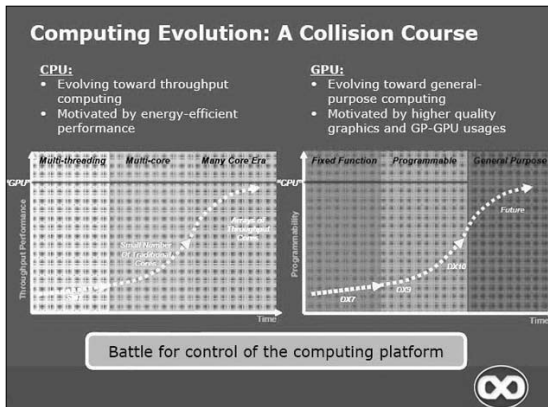 Computing Evolution: A Collision Course
CPU:
• Evolving toward throughput
computing
• Motivated by energy-efficient
performance
GPU:
• Evolving toward general-
purpose computing
• Motivated by higher quality
graphics and GP-GPU usages
Multi-threading
Multi-core
Many Core Era
"GPU"
Throughput Performance
Small Number
Of Traditional
Cores
Arrays of
Throughput
Cores
Time
Fixed Function
Programmable
General Purpose
"CPU"
Programmability
DX7
DX9
DX10
Future
Time
Battle for control of the computing platform